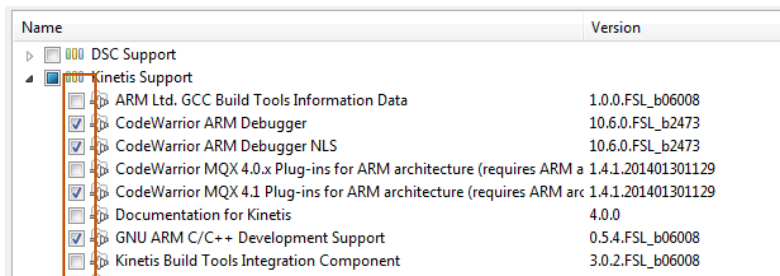 Name Version
DSC Support
Kinetis Support
ARM Ltd. GCC Build Tools Information Data 1.0.0.FSL_b06008
CodeWarrior ARM Debugger 10.6.0.FSL_b2473
CodeWarrior ARM Debugger NLS 10.6.0.FSL_b2473
CodeWarrior MQX 4.0.x Plug-ins for ARM architecture (requires ARM a 1.4.1.201401301129
CodeWarrior MQX 4.1 Plug-ins for ARM architecture (requires ARM arc 1.4.1.201401301129
Documentation for Kinetis 4.0.0
GNU ARM C/C++ Development Support 0.5.4.FSL_b06008
Kinetis Build Tools Integration Component 3.0.2.FSL_b06008